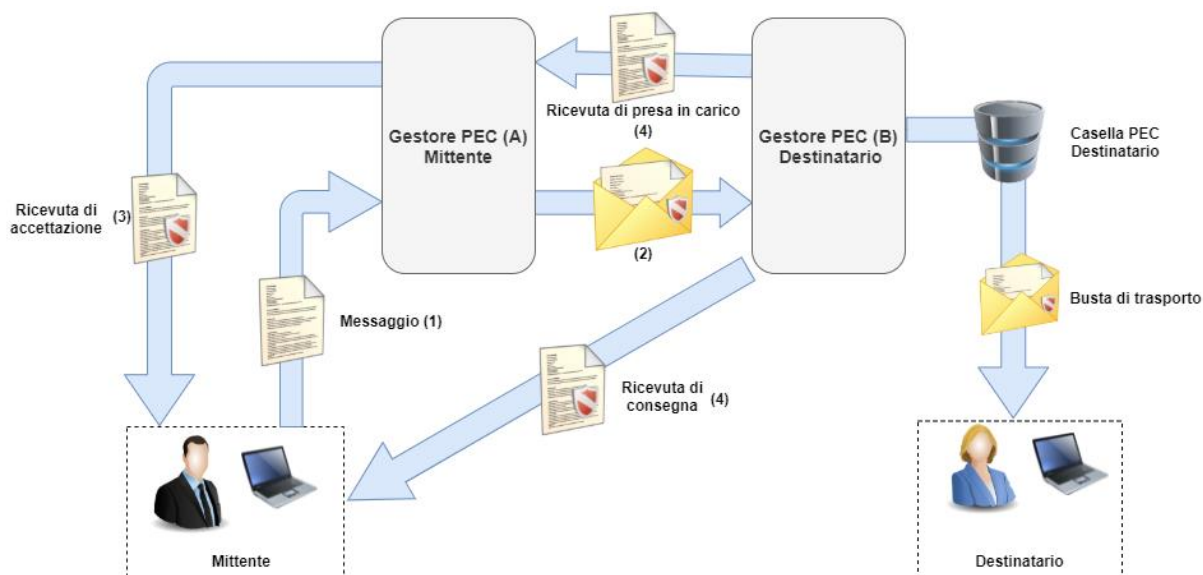 Ricevuta di presa in carico
(4)
Gestore PEC (A)
Mittente
Gestore PEC (B)
Destinatario
Casella PEC
Destinatario
Ricevuta di
accettazione
(3)
(2)
Messaggio (1)
Busta di trasporto
Ricevuta di
consegna
(4)
Mittente
Destinatario